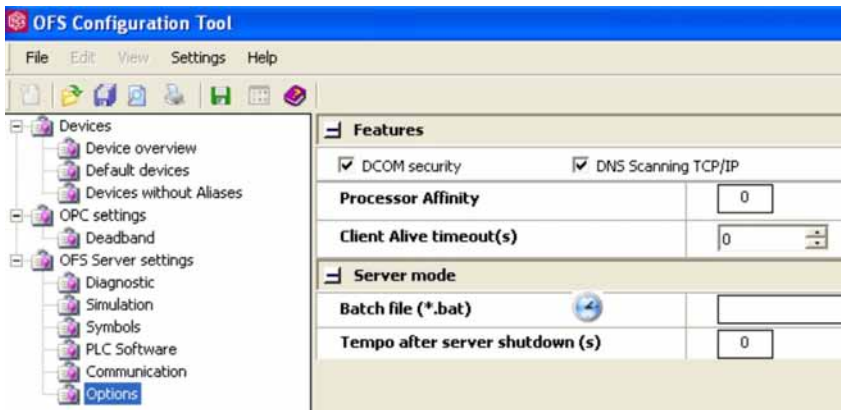 OFS Configuration Tool
File Edit View Settings Help
Devices
Device overview
Default devices
Devices without Aliases
OPC settings
Deadband
OFS Server settings
Diagnostic
Simulation
Symbols
PLC Software
Communication
Options
Features
DCOM security DNS Scanning TCP/IP
Processor Affinity 0
Client Alive timeout(s) 0
Server mode
Batch file (*.bat)
Tempo after server shutdown (s) 0